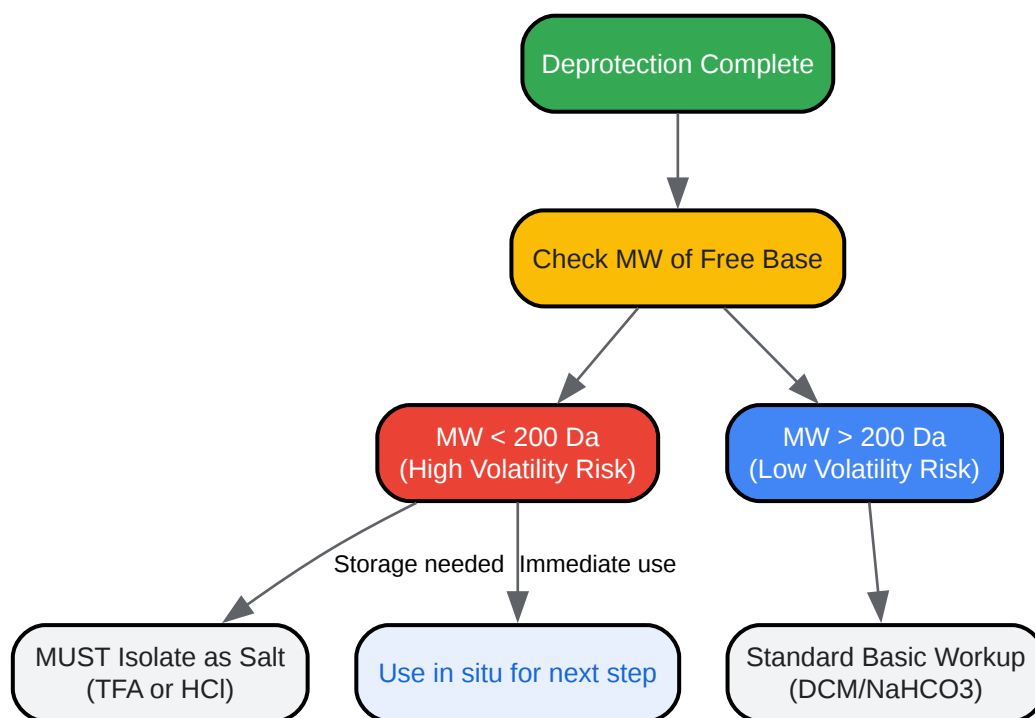 Deprotection Complete
Check MW of Free Base
MW < 200 Da
(High Volatility Risk)
MW > 200 Da
(Low Volatility Risk)
Storage needed
Immediate use
MUST Isolate as Salt
(TFA or HCl)
Use in situ for next step
Standard Basic Workup
(DCM/NaHCO3)